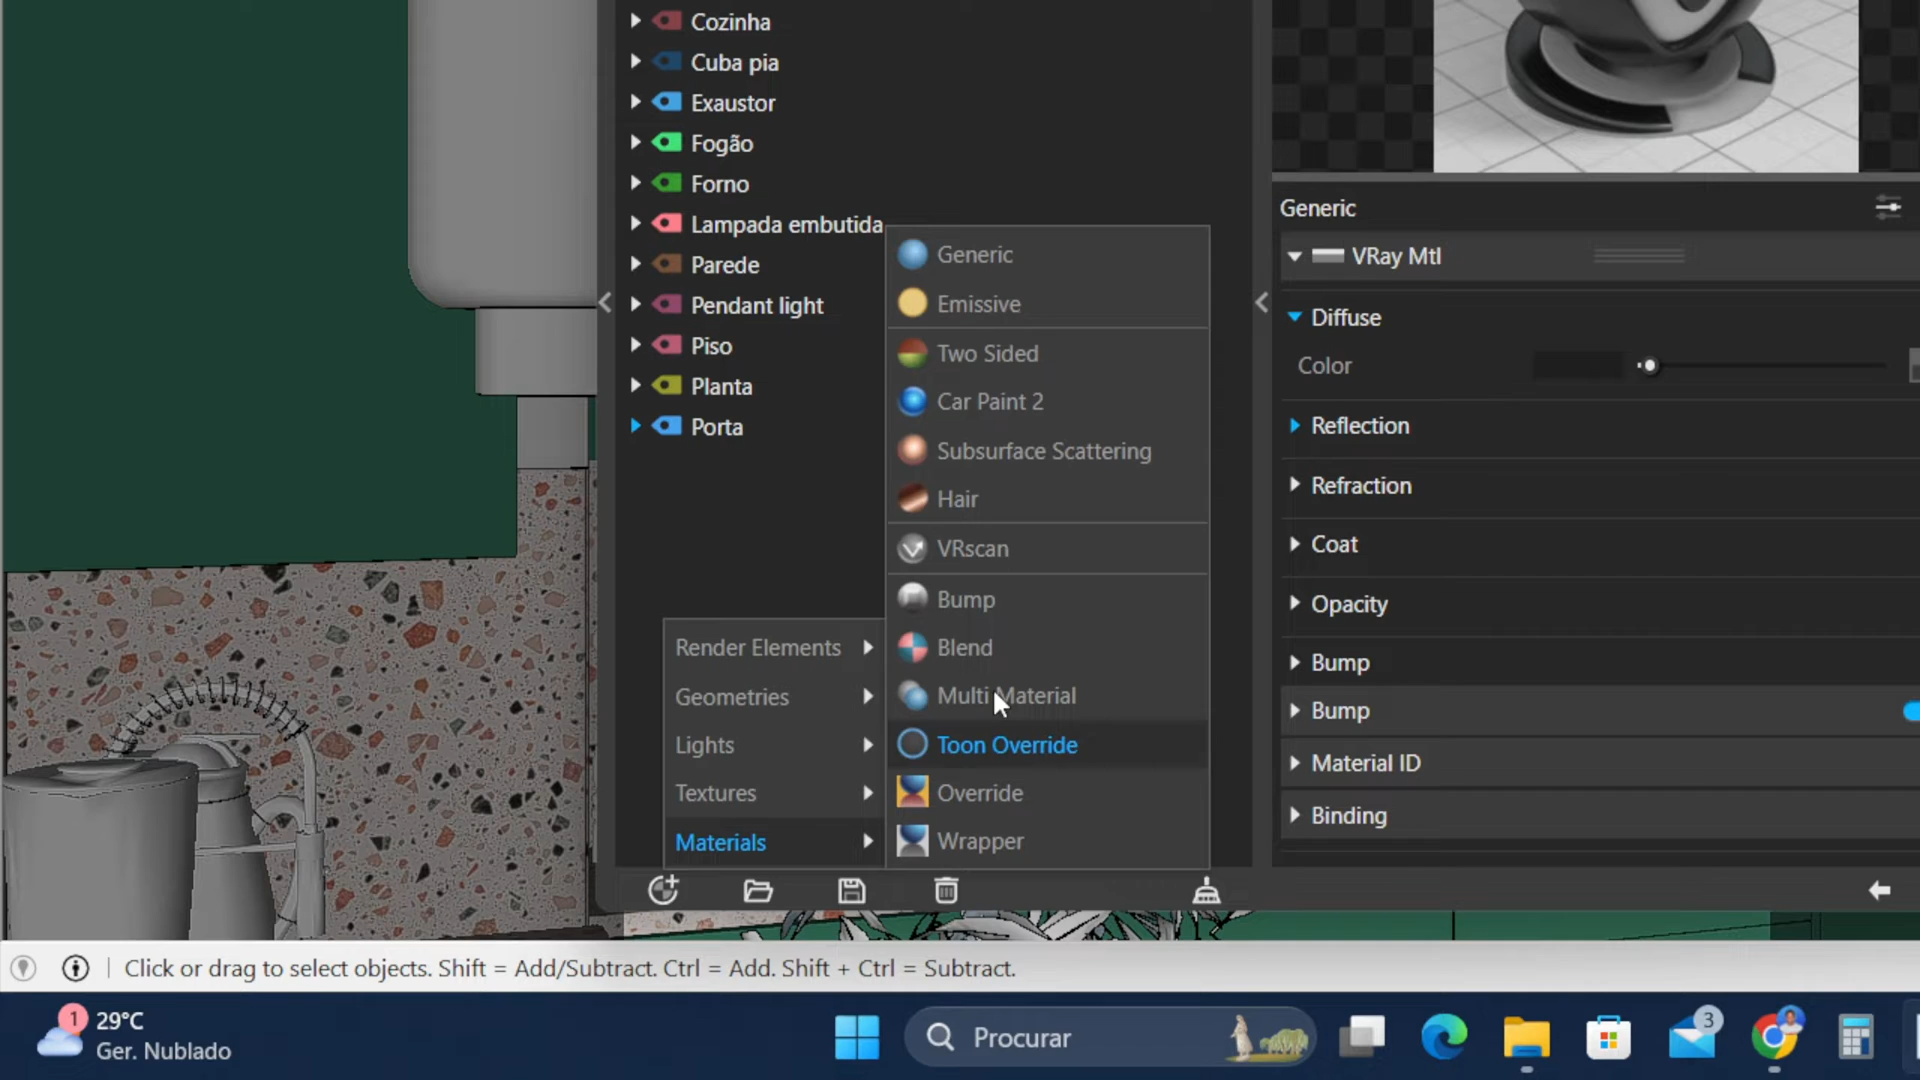 Cozinha
Cuba pia
Exaustor
Fogão
Forno
Lampada embutida
Parede
Pendant light
Piso
Planta
Porta
Generic
Emissive
Two Sided
Car Paint 2
Subsurface Scattering
Hair
VRscan
Bump
Blend
Multi Material
Toon Override
Override
Wrapper
Render Elements
Geometries
Lights
Textures
Materials
Generic
VRay Mtl
Diffuse
Color
Reflection
Refraction
Coat
Opacity
Bump
Bump
Material ID
Binding
Click or drag to select objects. Shift = Add/Subtract. Ctrl = Add. Shift + Ctrl = Subtract.
1
29°C
Ger. Nublado
Procurar
3